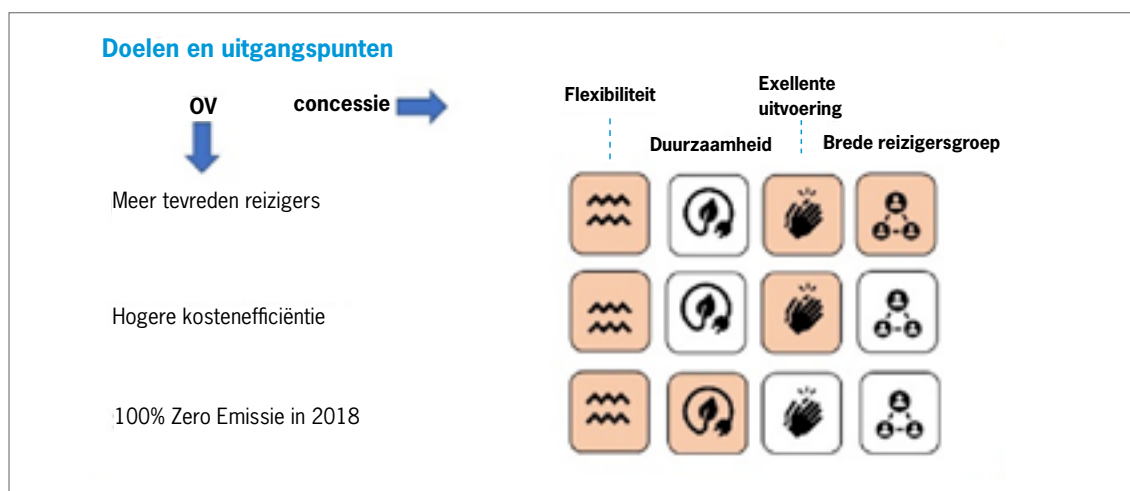 Doelen en uitgangspunten
OV
concessie
Flexibiliteit
Duurzaamheid
Exellente
uitvoering
Brede reizigersgroep
Meer tevreden reizigers
Hogere kostenefficiëntie
100% Zero Emissie in 2018